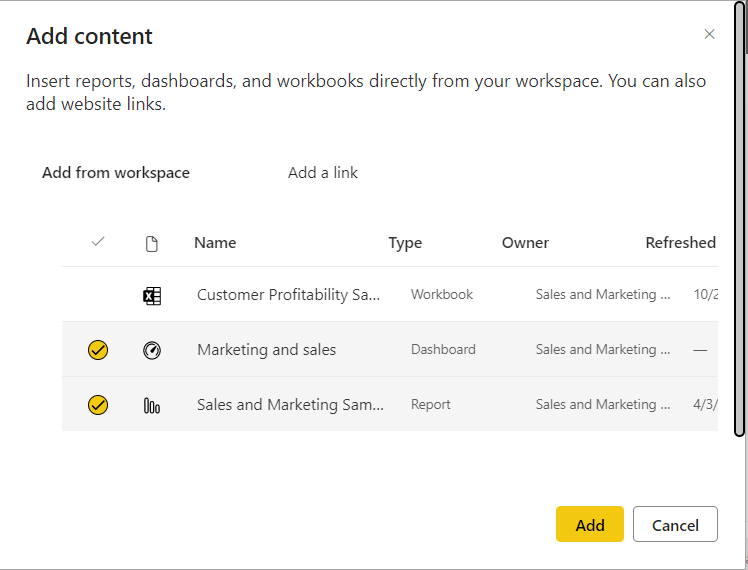 Add content
Insert reports, dashboards, and workbooks directly from your workspace. You can also
add website links.
Add from workspace Add a link
Name Type Owner Refreshed
Customer Profitability Sa... Workbook Sales and Marketing ... 10/2
Marketing and sales Dashboard Sales and Marketing ... —
Sales and Marketing Sam... Report Sales and Marketing ... 4/3/
Add Cancel